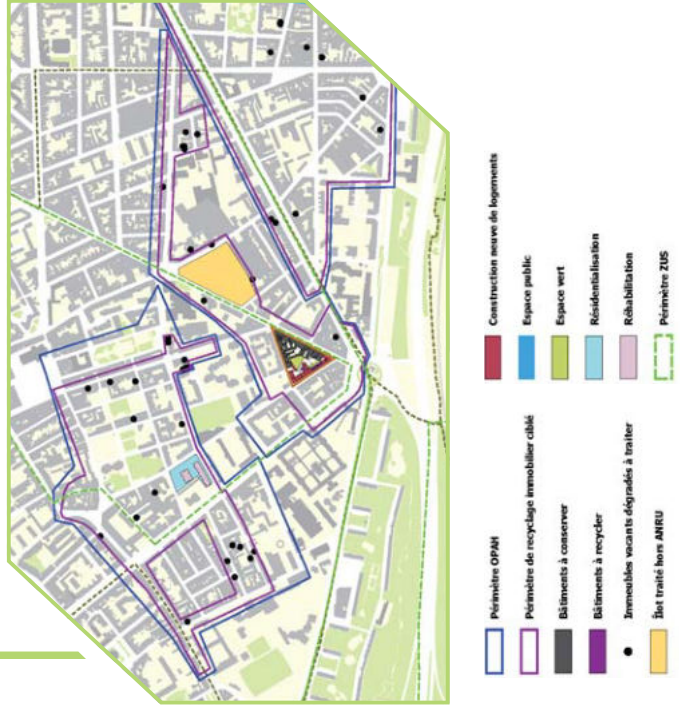 Périmètre OPAH
Périmètre de recyclage immobilier ciblé
Bâtiments à conserver
Bâtiments à recycler
Immeubles vacants dégradés à traiter
Îlot traité hors ANRU
Construction neuve de logements
Espace public
Espace vert
Résidentialisation
Réhabilitation
Périmètre ZUS